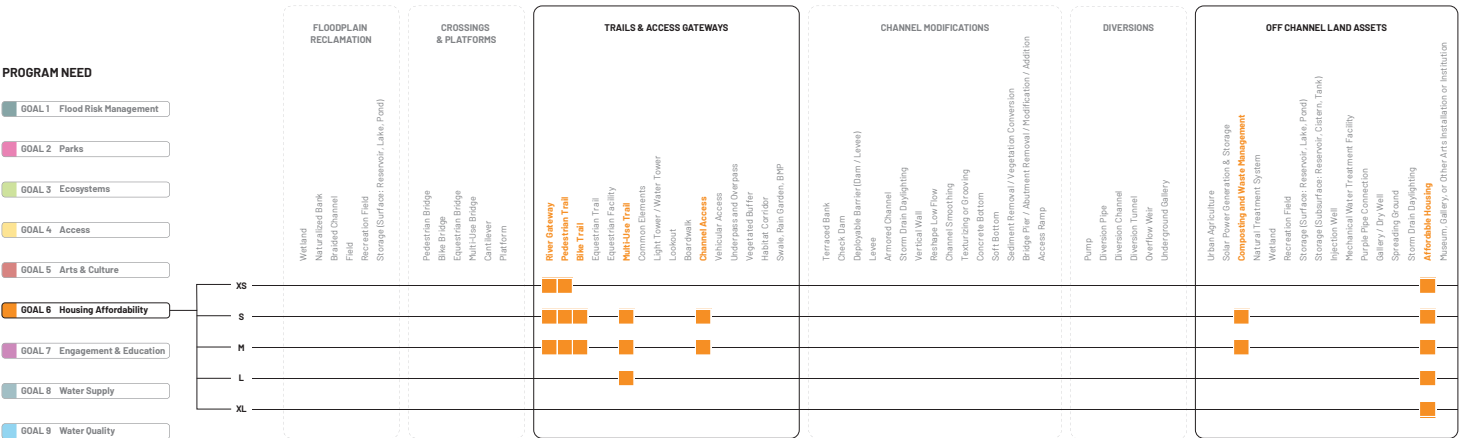 FLOODPLAIN
RECLAMATION
CROSSINGS
& PLATFORMS
TRAILS & ACCESS GATEWAYS
CHANNEL MODIFICATIONS
DIVERSIONS
OFF CHANNEL LAND ASSETS
PROGRAM NEED
GOAL 1 Flood Risk Management
GOAL 2 Parks
GOAL 3 Ecosystems
GOAL 4 Access
GOAL 5 Arts & Culture
GOAL 6 Housing Affordability
GOAL 7 Engagement & Education
GOAL 8 Water Supply
GOAL 9 Water Quality
Wetland
Naturalized Bank
Braided Channel
Field
Recreation Field
Storage (Surface: Reservoir, Lake, Pond)
Pedestrian Bridge
Bike Bridge
Equestrian Bridge
Multi-Use Bridge
Cantilever
Platform
River Gateway
Pedestrian Trail
Bike Trail
Equestrian Trail
Equestrian Facility
Multi-Use Trail
Common Elements
Light Tower / Water Tower
Lookout
Boardwalk
Channel Access
Vehicular Access
Underpass and Overpass
Vegetated Buffer
Habitat Corridor
Swale, Rain Garden, BMP
Terraced Bank
Check Dam
Deployable Barrier (Dam / Levee)
Levee
Armored Channel
Storm Drain Daylighting
Vertical Wall
Reshape Low Flow
Channel Smoothing
Texturizing or Grooving
Concrete Bottom
Soft Bottom
Sediment Removal / Vegetation Conversion
Bridge Pier / Abutment Removal / Modification / Addition
Access Ramp
Pump
Diversion Pipe
Diversion Channel
Diversion Tunnel
Overflow Weir
Underground Gallery
Urban Agriculture
Solar Power Generation & Storage
Composting and Waste Management
Natural Treatment System
Wetland
Recreation Field
Storage (Surface: Reservoir, Lake, Pond)
Storage (Subsurface: Reservoir, Cistern, Tank)
Injection Well
Mechanical Water Treatment Facility
Purple Pipe Connection
Gallery / Dry Well
Spreading Ground
Storm Drain Daylighting
Affordable Housing
Museum, Gallery, or Other Arts Installation or Institution
XS
S
M
L
XL